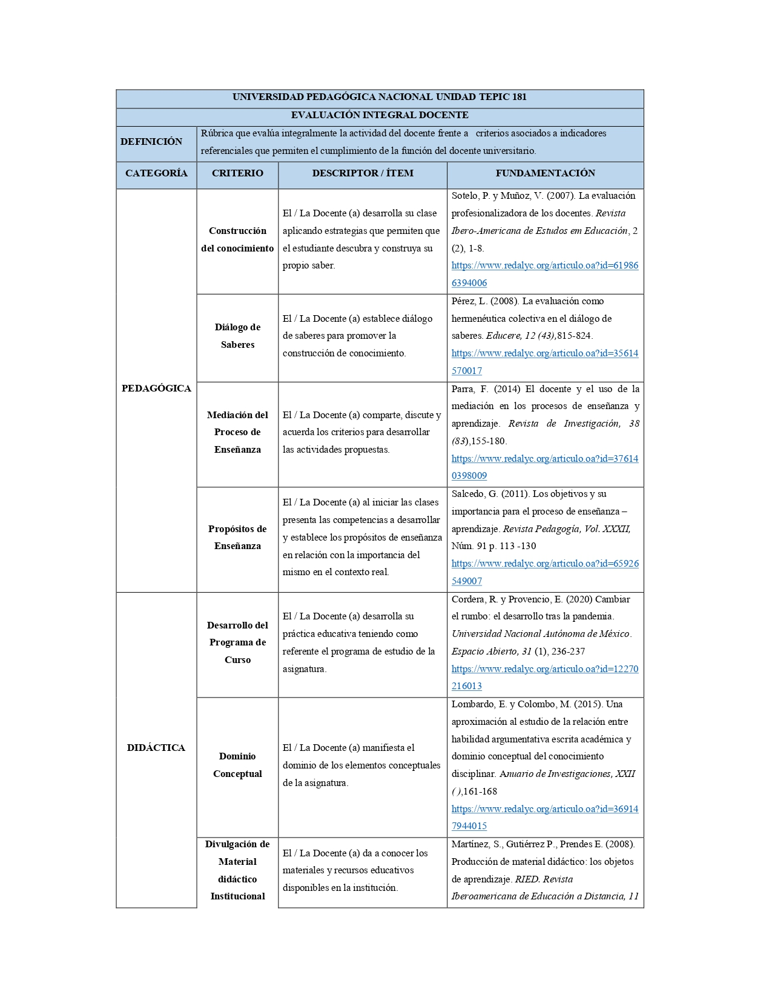 UNIVERSIDAD PEDAGÓGICA NACIONAL UNIDAD TEPIC 181
EVALUACIÓN INTEGRAL DOCENTE
DEFINICIÓN
Rúbrica que evalúa integralmente la actividad del docente frente a   criterios asociados a indicadores
referenciales que permiten el cumplimiento de la función del docente universitario.
CATEGORÍA
CRITERIO
DESCRIPTOR / ÍTEM
FUNDAMENTACIÓN
PEDAGÓGICA
Construcción
del conocimiento
El / La Docente (a) desarrolla su clase
aplicando estrategias que permiten que
el estudiante descubra y construya su
propio saber.
Sotelo, P. y Muñoz, V. (2007). La evaluación
profesionalizadora de los docentes. Revista
Ibero-Americana de Estudos em Educación, 2
(2), 1-8.
https://www.redalyc.org/articulo.oa?id=61986
6394006
Diálogo de
Saberes
El / La Docente (a) establece diálogo
de saberes para promover la
construcción de conocimiento.
Pérez, L. (2008). La evaluación como
hermenéutica colectiva en el diálogo de
saberes. Educere, 12 (43),815-824.
https://www.redalyc.org/articulo.oa?id=35614
570017
Mediación del
Proceso de
Enseñanza
El / La Docente (a) comparte, discute y
acuerda los criterios para desarrollar
las actividades propuestas.
Parra, F. (2014) El docente y el uso de la
mediación en los procesos de enseñanza y
aprendizaje. Revista de Investigación, 38
(83),155-180.
https://www.redalyc.org/articulo.oa?id=37614
0398009
Propósitos de
Enseñanza
El / La Docente (a) al iniciar las clases
presenta las competencias a desarrollar
y establece los propósitos de enseñanza
en relación con la importancia del
mismo en el contexto real.
Salcedo, G. (2011). Los objetivos y su
importancia para el proceso de enseñanza –
aprendizaje. Revista Pedagogía, Vol. XXXII,
Núm. 91 p. 113 -130
https://www.redalyc.org/articulo.oa?id=65926
549007
DIDÁCTICA
Desarrollo del
Programa de
Curso
El / La Docente (a) desarrolla su
práctica educativa teniendo como
referente el programa de estudio de la
asignatura.
Cordera, R. y Provencio, E. (2020) Cambiar
el rumbo: el desarrollo tras la pandemia.
Universidad Nacional Autónoma de México.
Espacio Abierto, 31 (1), 236-237
https://www.redalyc.org/articulo.oa?id=12270
216013
Dominio
Conceptual
El / La Docente (a) manifiesta el
dominio de los elementos conceptuales
de la asignatura.
Lombardo, E. y Colombo, M. (2015). Una
aproximación al estudio de la relación entre
habilidad argumentativa escrita académica y
dominio conceptual del conocimiento
disciplinar. Anuario de Investigaciones, XXII
( ),161-168
https://www.redalyc.org/articulo.oa?id=36914
7944015
Divulgación de
Material
didáctico
Institucional
El / La Docente (a) da a conocer los
materiales y recursos educativos
disponibles en la institución.
Martínez, S., Gutiérrez P., Prendes E. (2008).
Producción de material didáctico: los objetos
de aprendizaje. RIED. Revista
Iberoamericana de Educación a Distancia, 11